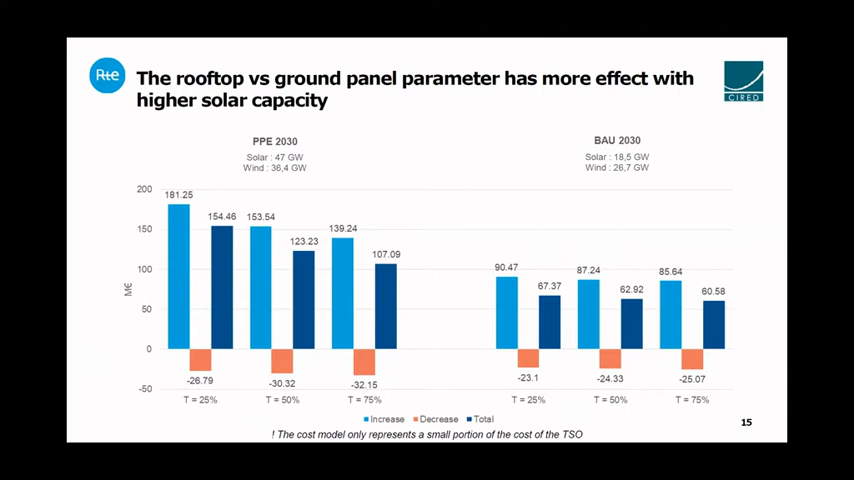 Rte
The rooftop vs ground panel parameter has more effect with
higher solar capacity
CIRED
PPE 2030
Solar : 47 GW
Wind : 36,4 GW
BAU 2030
Solar : 18,5 GW
Wind : 26,7 GW
M€
200
150
100
50
0
-50
181.25
154.46
153.54
123.23
139.24
107.09
90.47
67.37
87.24
62.92
85.64
60.58
-26.79
-30.32
-32.15
-23.1
-24.33
-25.07
T = 25%
T = 50%
T = 75%
T = 25%
T = 50%
T = 75%
Increase
Decrease
Total
! The cost model only represents a small portion of the cost of the TSO
15